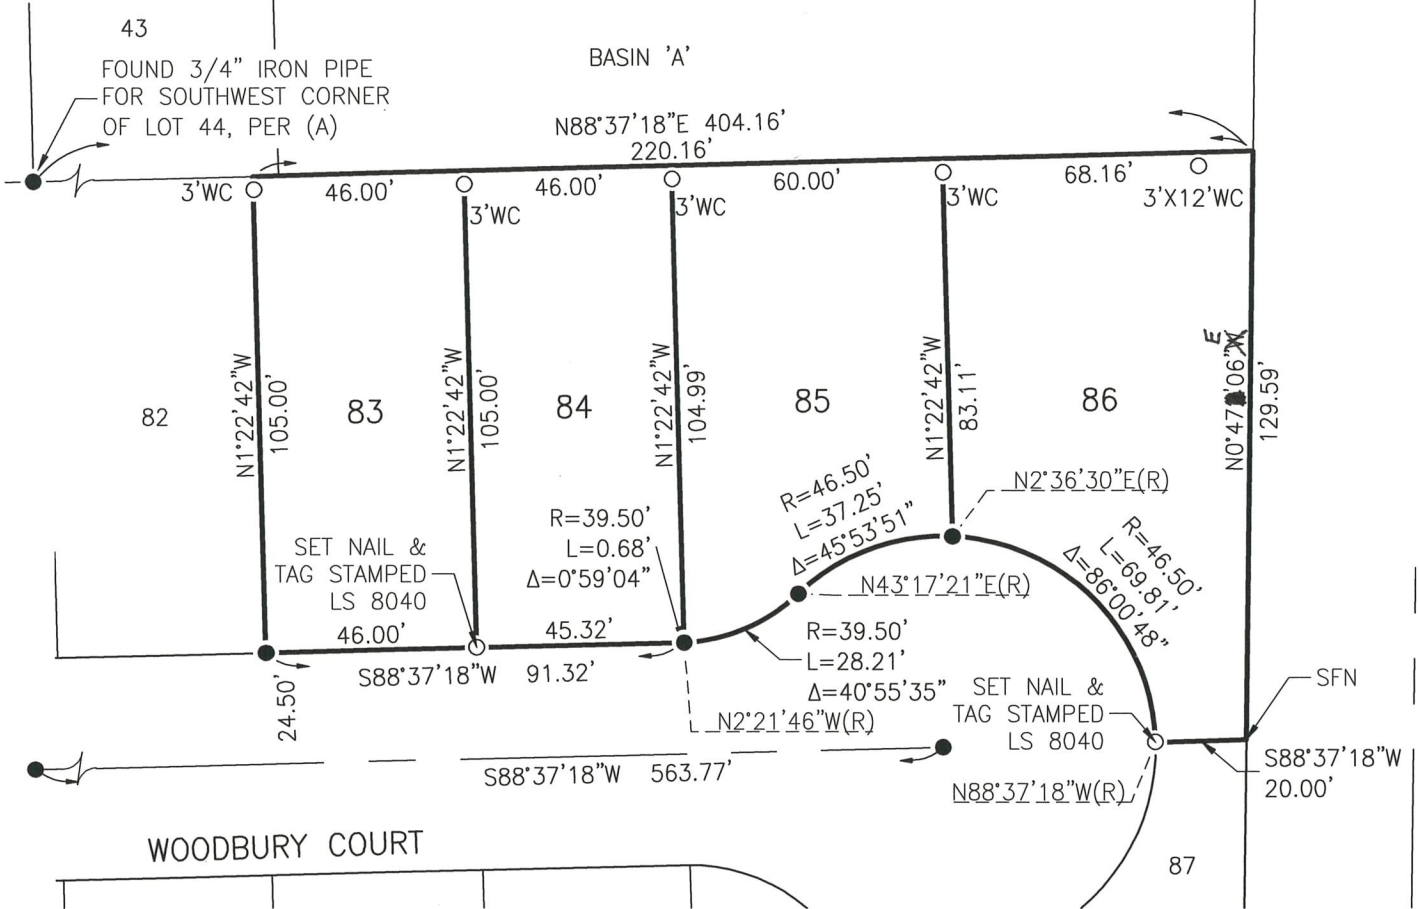 43
FOUND 3/4" IRON PIPE
FOR SOUTHWEST CORNER
OF LOT 44, PER (A)
BASIN 'A'
N88°37'18"E 404.16'
220.16'
3'WC
46.00'
3'WC
46.00'
3'WC
60.00'
3'WC
68.16'
3'X12'WC
82
N1°22'42"W
105.00'
83
N1°22'42"W
105.00'
84
N1°22'42"W
104.99'
85
N1°22'42"W
83.11'
86
E
N0°47'06"W
129.59'
R=46.50'
L=37.25'
Δ=45°53'51"
N2°36'30"E(R)
R=46.50'
L=69.81'
Δ=86°00'48"
R=39.50'
L=0.68'
Δ=0°59'04"
SET NAIL &
TAG STAMPED
LS 8040
N43°17'21"E(R)
46.00'
45.32'
R=39.50'
L=28.21'
Δ=40°55'35"
S88°37'18"W 91.32'
24.50'
N2°21'46"W(R)
SET NAIL &
TAG STAMPED
LS 8040
SFN
S88°37'18"W
20.00'
S88°37'18"W 563.77'
N88°37'18"W(R)
WOODBURY COURT
87